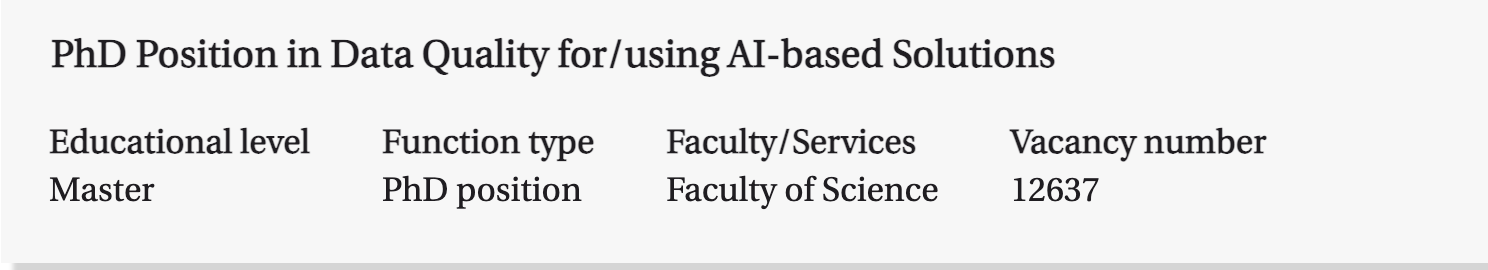 PhD Position in Data Quality for/using AI-based Solutions
Educational level Function type Faculty/Services Vacancy number
Master PhD position Faculty of Science 12637